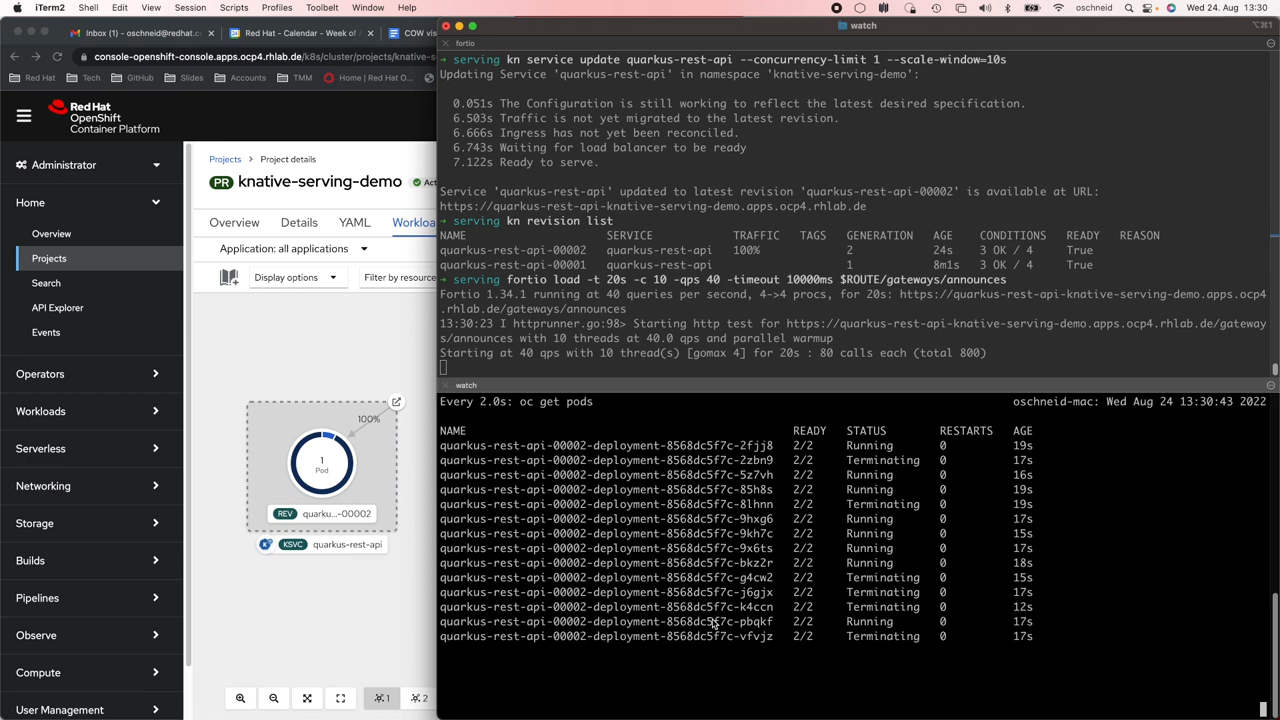 iTerm2 Shell Edit View Session Scripts Profiles Toolbelt Window Help
oschneid Wed 24. Aug 13:30
Inbox (1) - oschneid@redhat.c
Red Hat - Calendar - Week of
COW vis
console-openshift-console.apps.ocp4.rhlab.de/k8s/cluster/projects/knative-s
Red Hat Tech GitHub Slides Accounts TMM Home | Red Hat O...
Red Hat
OpenShift
Container Platform
Administrator
Home
Overview
Projects
Search
API Explorer
Events
Operators
Workloads
Serverless
Networking
Storage
Builds
Pipelines
Observe
Compute
User Management
Projects > Project details
PR knative-serving-demo Act
Overview Details YAML Workloa
Application: all applications
Display options Filter by resource
100%
1
Pod
REV quarku...-00002
KSVC quarkus-rest-api
1 2
watch
⌥⌘1
fortio
→ serving kn service update quarkus-rest-api --concurrency-limit 1 --scale-window=10s
Updating Service 'quarkus-rest-api' in namespace 'knative-serving-demo':
0.051s The Configuration is still working to reflect the latest desired specification.
6.503s Traffic is not yet migrated to the latest revision.
6.666s Ingress has not yet been reconciled.
6.743s Waiting for load balancer to be ready
7.122s Ready to serve.
Service 'quarkus-rest-api' updated to latest revision 'quarkus-rest-api-00002' is available at URL:
https://quarkus-rest-api-knative-serving-demo.apps.ocp4.rhlab.de
→ serving kn revision list
NAME SERVICE TRAFFIC TAGS GENERATION AGE CONDITIONS READY REASON
quarkus-rest-api-00002 quarkus-rest-api 100% 2 24s 3 OK / 4 True
quarkus-rest-api-00001 quarkus-rest-api 1 8m1s 3 OK / 4 True
→ serving fortio load -t 20s -c 10 -qps 40 -timeout 10000ms $ROUTE/gateways/announces
Fortio 1.34.1 running at 40 queries per second, 4->4 procs, for 20s: https://quarkus-rest-api-knative-serving-demo.apps.ocp4
.rhlab.de/gateways/announces
13:30:23 I httprunner.go:98> Starting http test for https://quarkus-rest-api-knative-serving-demo.apps.ocp4.rhlab.de/gateway
s/announces with 10 threads at 40.0 qps and parallel warmup
Starting at 40 qps with 10 thread(s) [gomax 4] for 20s : 80 calls each (total 800)
watch
Every 2.0s: oc get pods oschneid-mac: Wed Aug 24 13:30:43 2022
NAME READY STATUS RESTARTS AGE
quarkus-rest-api-00002-deployment-8568dc5f7c-2fjj8 2/2 Running 0 19s
quarkus-rest-api-00002-deployment-8568dc5f7c-2zbn9 2/2 Terminating 0 17s
quarkus-rest-api-00002-deployment-8568dc5f7c-5z7vh 2/2 Running 0 16s
quarkus-rest-api-00002-deployment-8568dc5f7c-85h8s 2/2 Running 0 19s
quarkus-rest-api-00002-deployment-8568dc5f7c-8lhnn 2/2 Terminating 0 19s
quarkus-rest-api-00002-deployment-8568dc5f7c-9hxg6 2/2 Running 0 17s
quarkus-rest-api-00002-deployment-8568dc5f7c-9kh7c 2/2 Running 0 15s
quarkus-rest-api-00002-deployment-8568dc5f7c-9x6ts 2/2 Running 0 17s
quarkus-rest-api-00002-deployment-8568dc5f7c-bkz2r 2/2 Running 0 18s
quarkus-rest-api-00002-deployment-8568dc5f7c-g4cw2 2/2 Terminating 0 15s
quarkus-rest-api-00002-deployment-8568dc5f7c-j6gjx 2/2 Terminating 0 17s
quarkus-rest-api-00002-deployment-8568dc5f7c-k4ccn 2/2 Terminating 0 12s
quarkus-rest-api-00002-deployment-8568dc5f7c-pbqkf 2/2 Running 0 17s
quarkus-rest-api-00002-deployment-8568dc5f7c-vfvjz 2/2 Terminating 0 17s